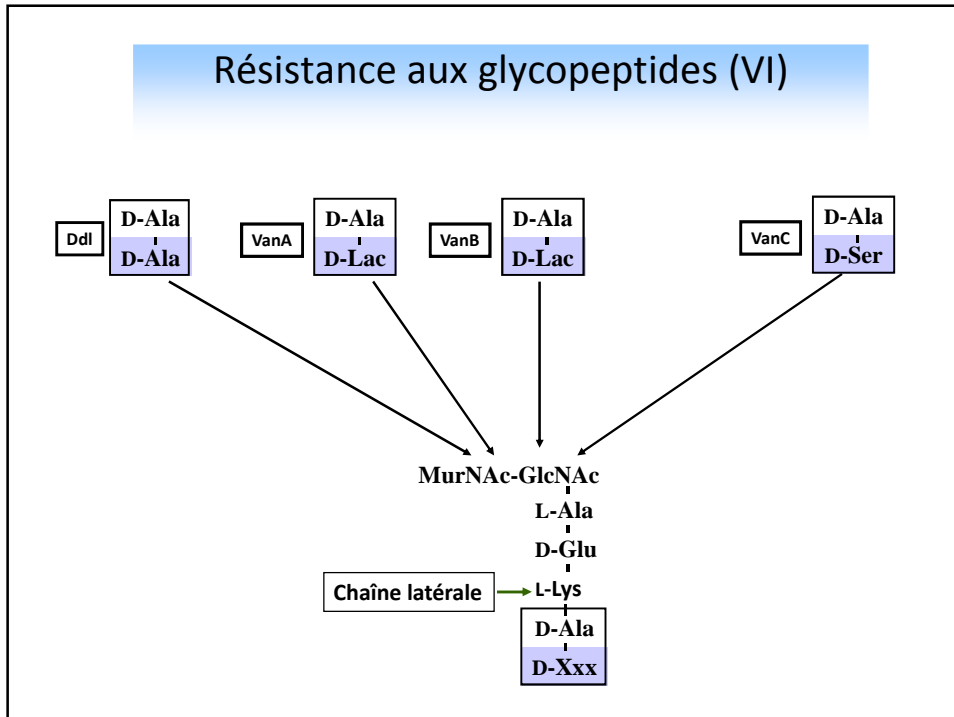 Résistance aux glycopeptides (VI)
Ddl
D-Ala
D-Ala
VanA
D-Ala
D-Lac
VanB
D-Ala
D-Lac
VanC
D-Ala
D-Ser
MurNAc-GlcNAc
L-Ala
D-Glu
Chaîne latérale
L-Lys
D-Ala
D-Xxx